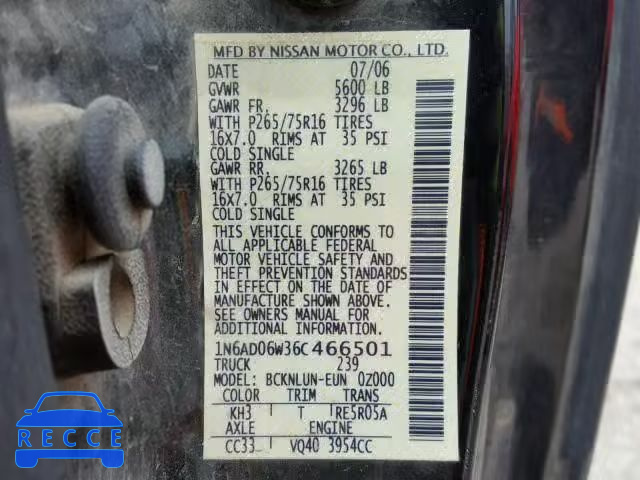 MFD BY NISSAN MOTOR CO., LTD.
DATE 07/06
GVWR 5600 LB
GAWR FR. 3296 LB
WITH P265/75R16 TIRES
16X7.0 RIMS AT 35 PSI
COLD SINGLE
GAWR RR. 3265 LB
WITH P265/75R16 TIRES
16X7.0 RIMS AT 35 PSI
COLD SINGLE
THIS VEHICLE CONFORMS TO
ALL APPLICABLE FEDERAL
MOTOR VEHICLE SAFETY AND
THEFT PREVENTION STANDARDS
IN EFFECT ON THE DATE OF
MANUFACTURE SHOWN ABOVE.
SEE OWNERS MANUAL FOR
ADDITIONAL INFORMATION
1N6AD06W36C466501
TRUCK 239
MODEL: BCKNLUN-EUN 0Z000
COLOR TRIM TRANS
KH3 T RE5R05A
AXLE ENGINE
CC33 VQ40 3954CC
RECCE